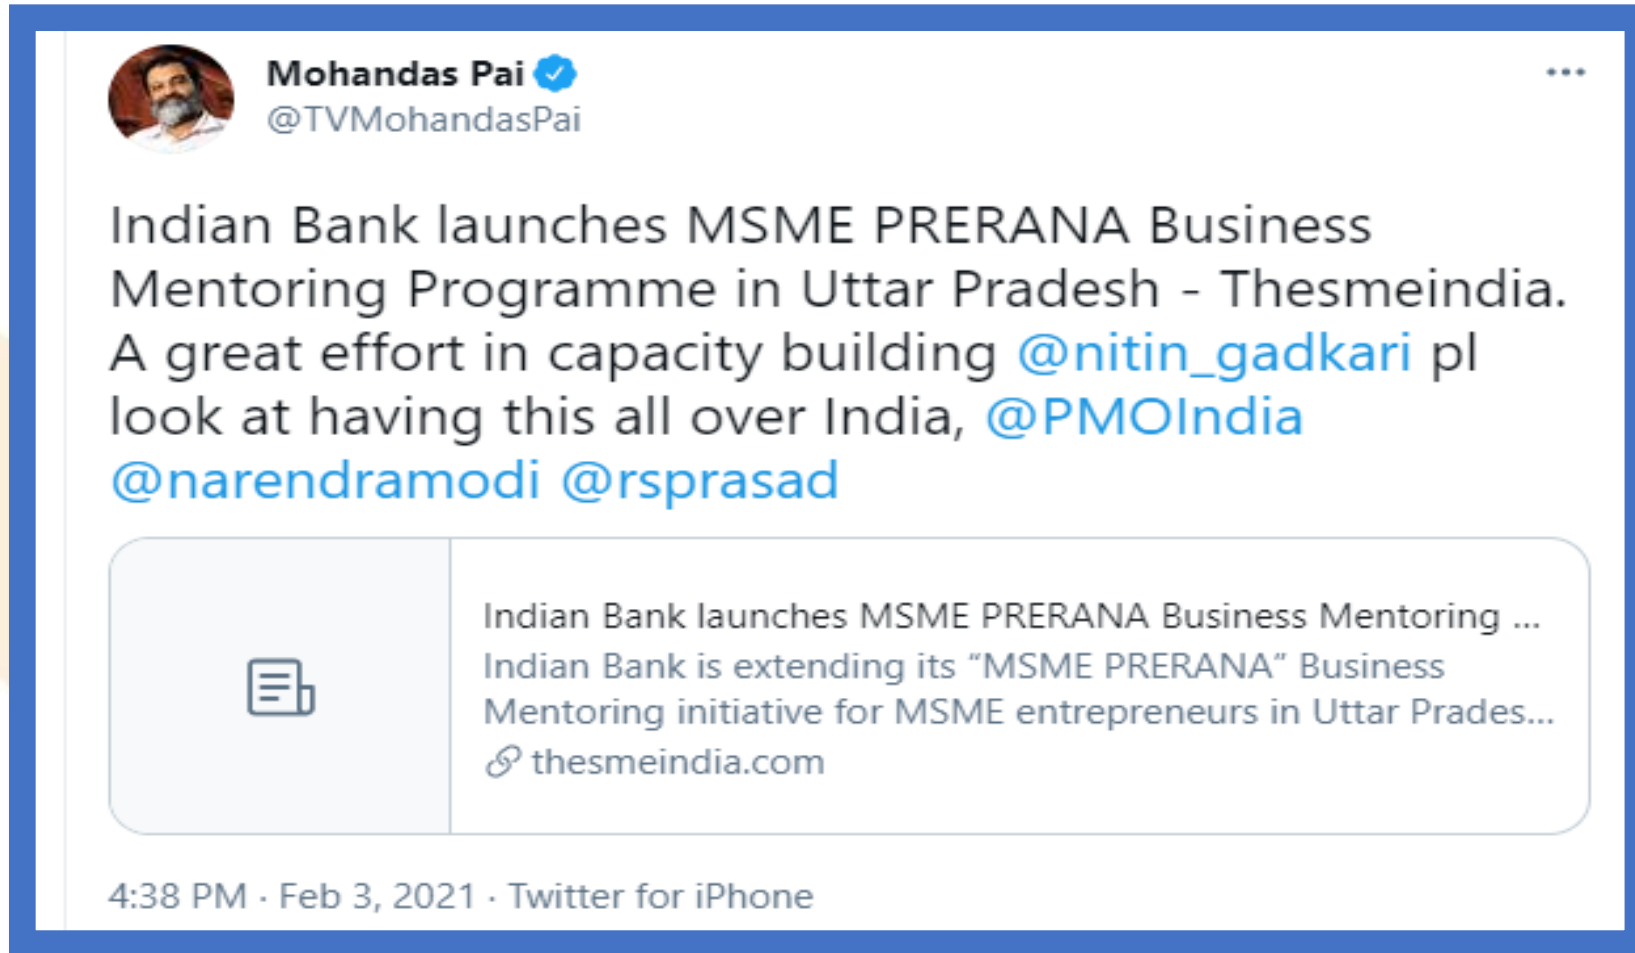 Mohandas Pai
@TVMohandasPai
Indian Bank launches MSME PRERANA Business
Mentoring Programme in Uttar Pradesh - Thesmeindia.
A great effort in capacity building @nitin_gadkari pl
look at having this all over India, @PMOIndia
@narendramodi @rsprasad
Indian Bank launches MSME PRERANA Business Mentoring ...
Indian Bank is extending its “MSME PRERANA” Business
Mentoring initiative for MSME entrepreneurs in Uttar Prades...
thesmeindia.com
4:38 PM · Feb 3, 2021 · Twitter for iPhone